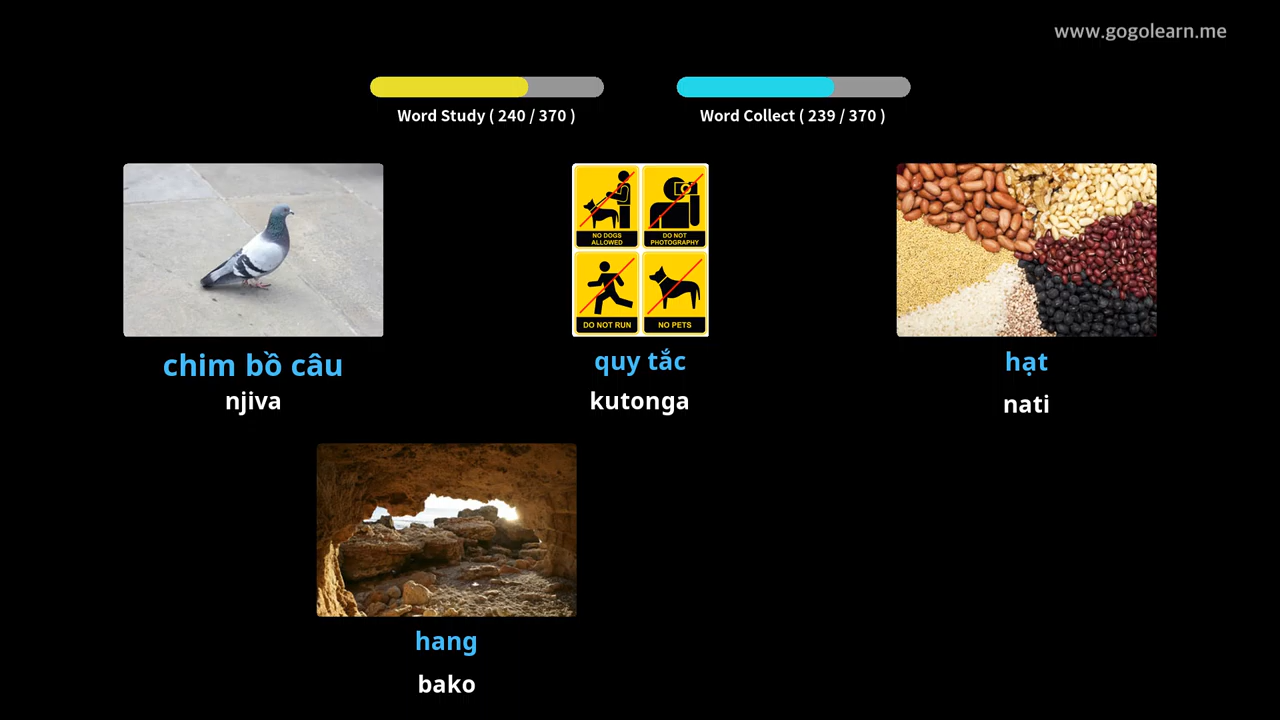 www.gogolearn.me
Word Study ( 240 / 370 )
Word Collect ( 239 / 370 )
NO DOGS
ALLOWED
DO NOT
PHOTOGRAPHY
DO NOT RUN
NO PETS
chim bồ câu
njiva
quy tắc
kutonga
hạt
nati
hang
bako